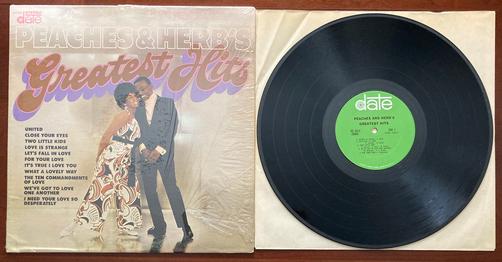 date
PEACHES & HERB'S
Greatest Hits
UNITED
CLOSE YOUR EYES
TWO LITTLE KIDS
LOVE IS STRANGE
LET'S FALL IN LOVE
FOR YOUR LOVE
IT'S TRUE I LOVE YOU
WHAT A LOVELY WAY
THE TEN COMMANDMENTS
OF LOVE
WE'VE GOT TO LOVE
ONE ANOTHER
I NEED YOUR LOVE SO
DESPERATELY
date
PEACHES AND HERB'S
GREATEST HITS